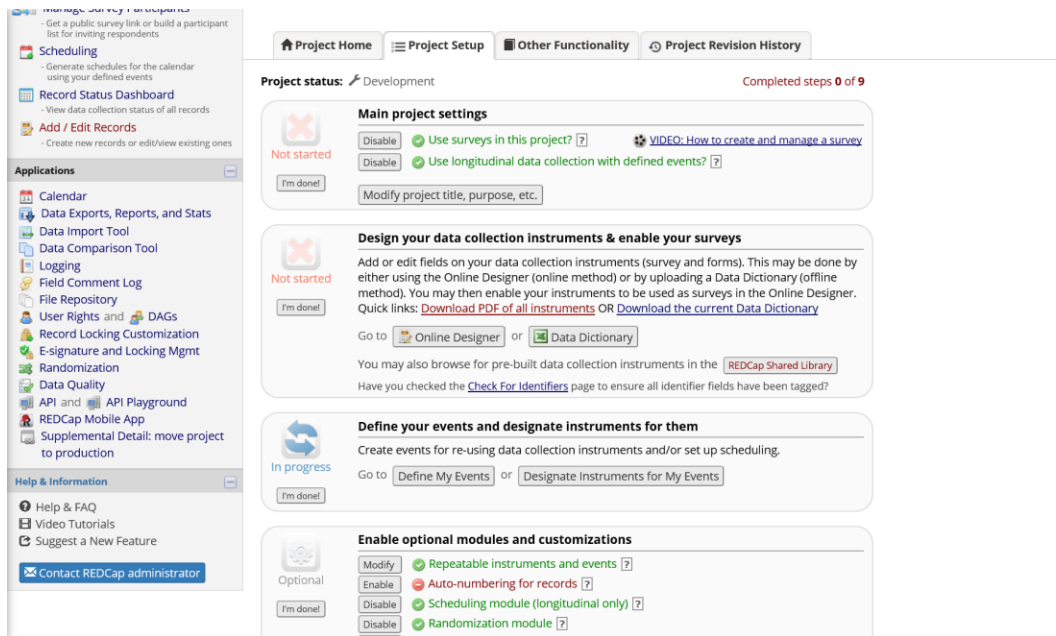 Manage Survey Participants
- Get a public survey link or build a participant
list for inviting respondents
Scheduling
- Generate schedules for the calendar
using your defined events
Record Status Dashboard
- View data collection status of all records
Add / Edit Records
- Create new records or edit/view existing ones
Applications
Calendar
Data Exports, Reports, and Stats
Data Import Tool
Data Comparison Tool
Logging
Field Comment Log
File Repository
User Rights and DAGs
Record Locking Customization
E-signature and Locking Mgmt
Randomization
Data Quality
API and API Playground
REDCap Mobile App
Supplemental Detail: move project
to production
Help & Information
Help & FAQ
Video Tutorials
Suggest a New Feature
Contact REDCap administrator
Project Home Project Setup Other Functionality Project Revision History
Project status: Development Completed steps 0 of 9
Main project settings
Not started
I'm done!
Disable Use surveys in this project? ? VIDEO: How to create and manage a survey
Disable Use longitudinal data collection with defined events? ?
Modify project title, purpose, etc.
Design your data collection instruments & enable your surveys
Not started
I'm done!
Add or edit fields on your data collection instruments (survey and forms). This may be done by
either using the Online Designer (online method) or by uploading a Data Dictionary (offline
method). You may then enable your instruments to be used as surveys in the Online Designer.
Quick links: Download PDF of all instruments OR Download the current Data Dictionary
Go to Online Designer or Data Dictionary
You may also browse for pre-built data collection instruments in the REDCap Shared Library
Have you checked the Check For Identifiers page to ensure all identifier fields have been tagged?
Define your events and designate instruments for them
In progress
I'm done!
Create events for re-using data collection instruments and/or set up scheduling.
Go to Define My Events or Designate Instruments for My Events
Enable optional modules and customizations
Optional
I'm done!
Modify Repeatable instruments and events ?
Enable Auto-numbering for records ?
Disable Scheduling module (longitudinal only) ?
Disable Randomization module ?